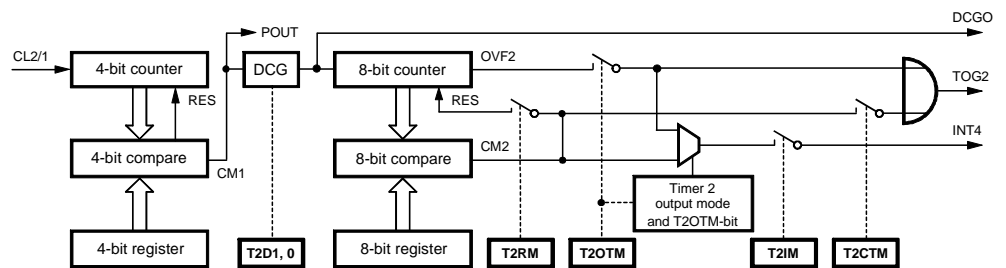 DCGO
POUT
CL2/1
4-bit counter
DCG
8-bit counter
OVF2
TOG2
RES
RES
4-bit compare
CM1
8-bit compare
CM2
INT4
Timer 2
output mode
and T2OTM-bit
4-bit register
T2D1, 0
8-bit register
T2RM
T2OTM
T2IM
T2CTM